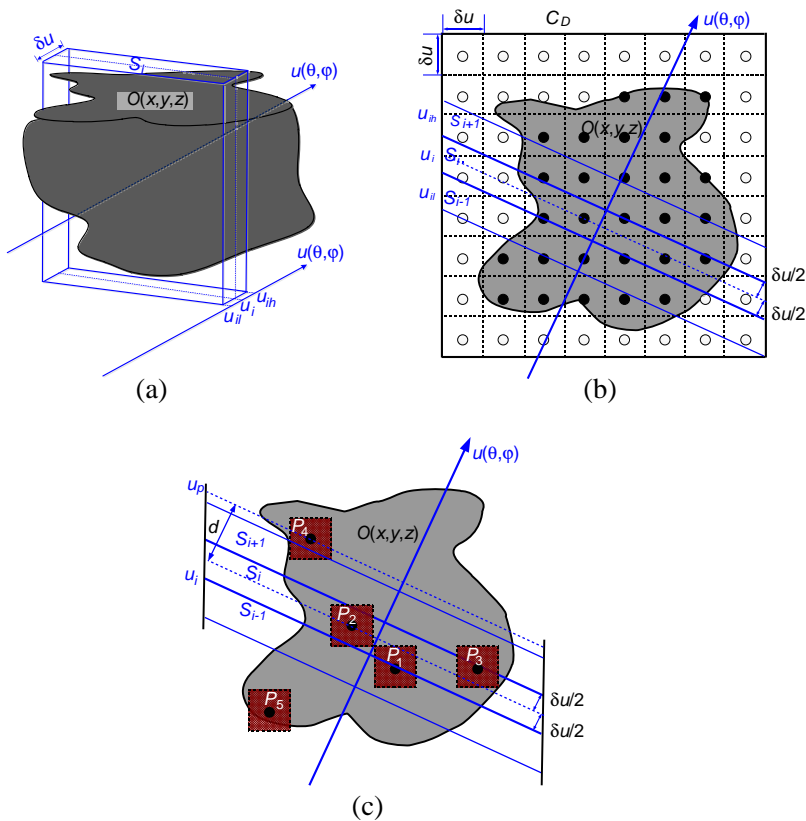 δu
S_i
u(θ,φ)
O(x,y,z)
u(θ,φ)
u_ih
u_i
u_il
(a)
δu
C_D
u(θ,φ)
δu
u_ih
S_i+1
O(x,y,z)
u_i
S_i
u_il
S_i-1
δu/2
δu/2
(b)
u(θ,φ)
u_p
d
P_4
O(x,y,z)
S_i+1
S_i
u_i
S_i-1
P_2
P_1
P_3
P_5
δu/2
δu/2
(c)